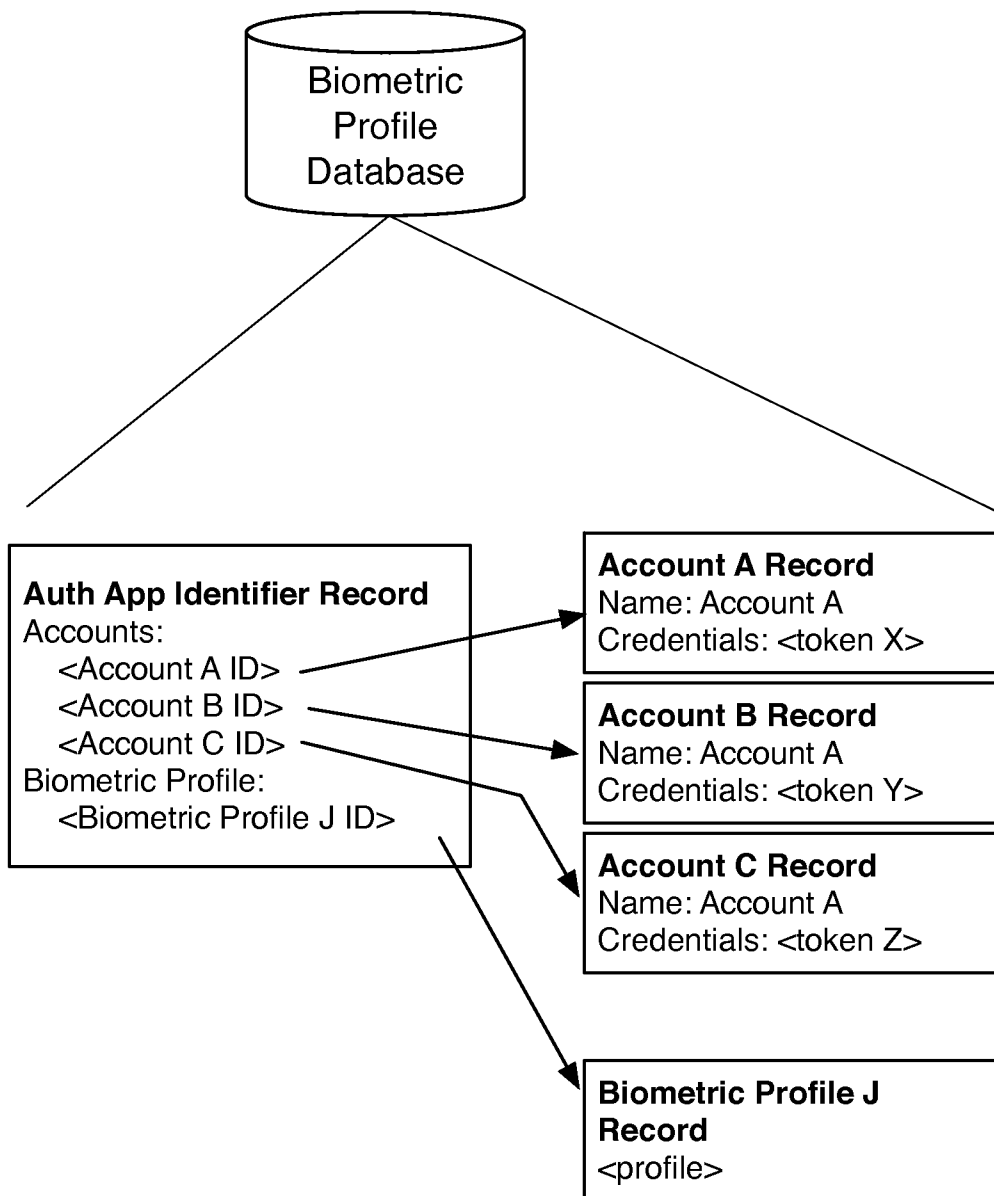 Biometric
Profile
Database
Auth App Identifier Record
Accounts:
<Account A ID>
<Account B ID>
<Account C ID>
Biometric Profile:
<Biometric Profile J ID>
Account A Record
Name: Account A
Credentials: <token X>
Account B Record
Name: Account A
Credentials: <token Y>
Account C Record
Name: Account A
Credentials: <token Z>
Biometric Profile J
Record
<profile>